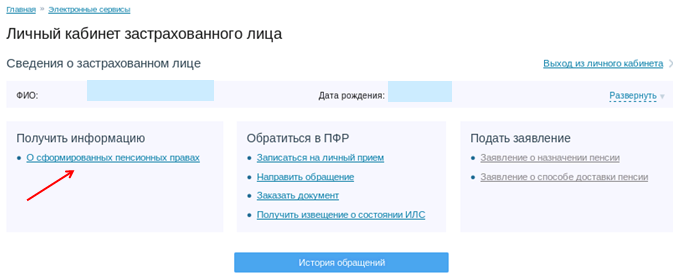 Главная » Электронные сервисы
Личный кабинет застрахованного лица
Сведения о застрахованном лице Выход из личного кабинета
ФИО: Дата рождения: Развернуть
Получить информацию
О сформированных пенсионных правах
Обратиться в ПФР
Записаться на личный прием
Направить обращение
Заказать документ
Получить извещение о состоянии ИЛС
Подать заявление
Заявление о назначении пенсии
Заявление о способе доставки пенсии
История обращений